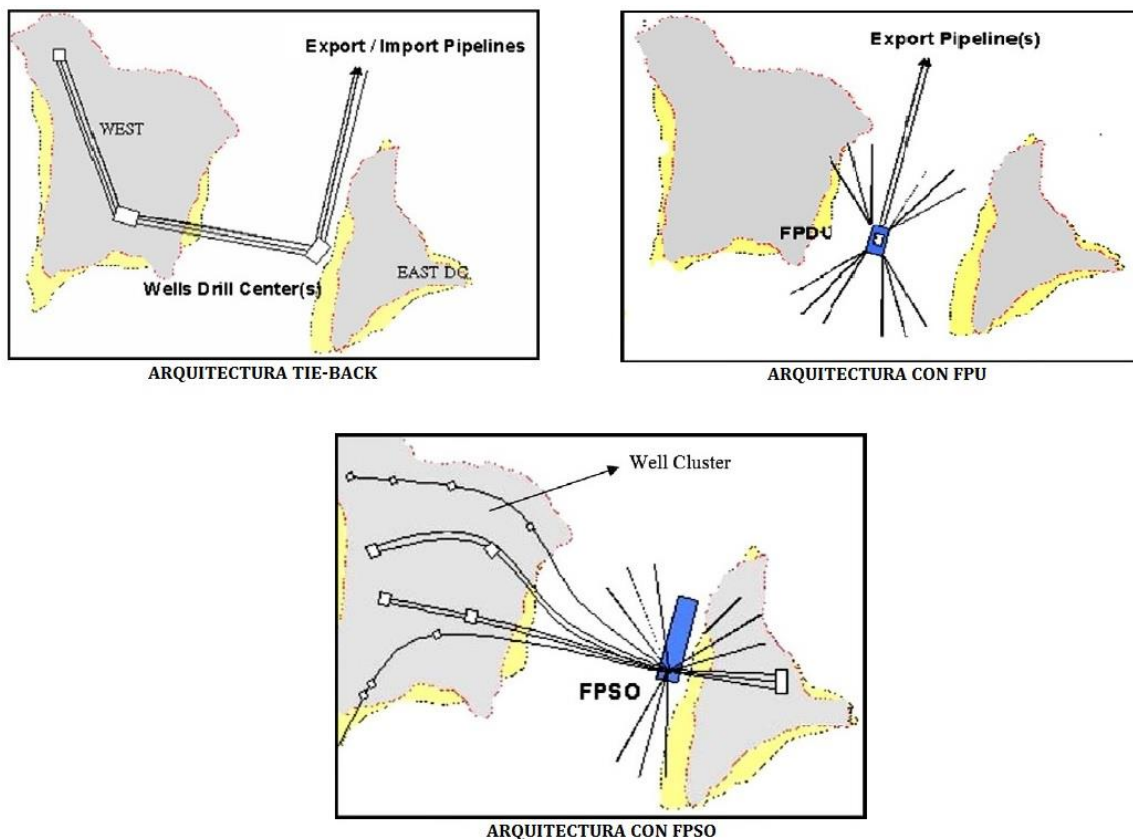 Export / Import Pipelines
WEST
Wells Drill Center(s)
EAST DC
ARQUITECTURA TIE-BACK
Export Pipeline(s)
FPDU
ARQUITECTURA CON FPU
Well Cluster
FPSO
ARQUITECTURA CON FPSO